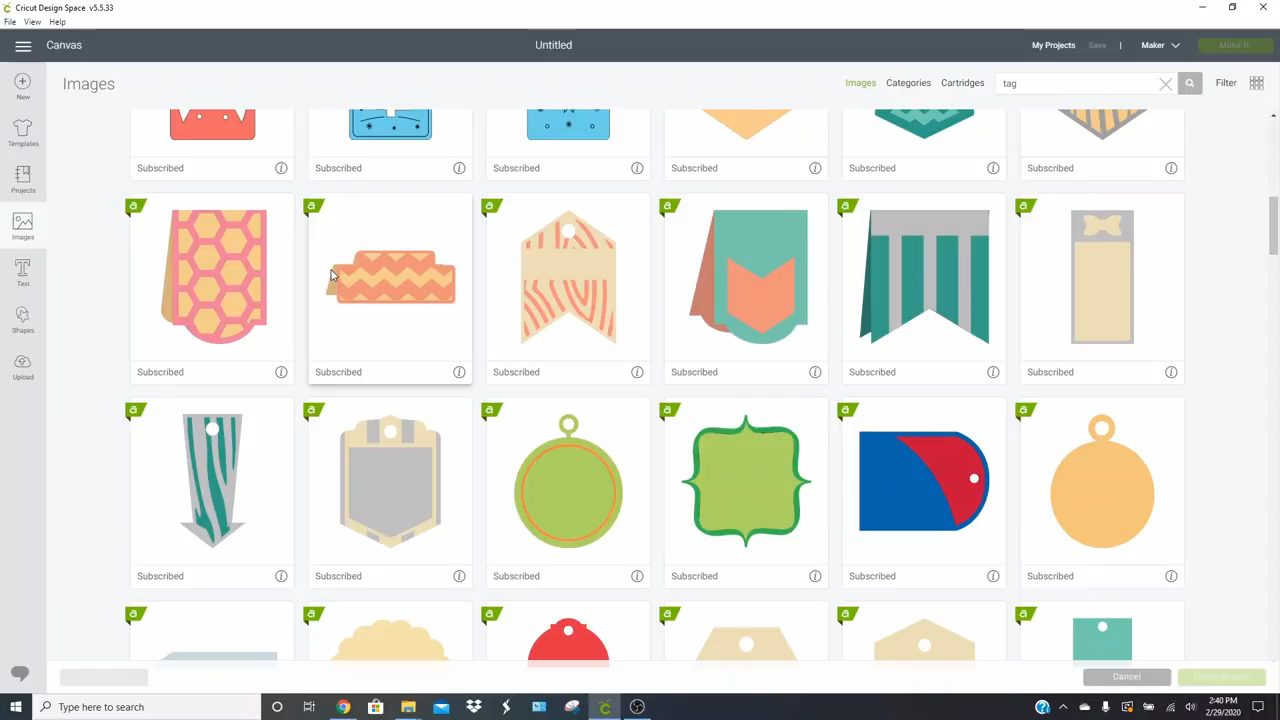 Cricut Design Space v5.5.33
File View Help
Canvas
Untitled
My Projects Save | Maker Make It
New
Templates
Projects
Images
Text
Shapes
Upload
Images
Images Categories Cartridges tag Filter
Subscribed Subscribed Subscribed Subscribed Subscribed Subscribed
a a a a a a
Subscribed Subscribed Subscribed Subscribed Subscribed Subscribed
a a a a a a
Subscribed Subscribed Subscribed Subscribed Subscribed Subscribed
a a a a a a
Cancel
Type here to search
2:40 PM
2/29/2020